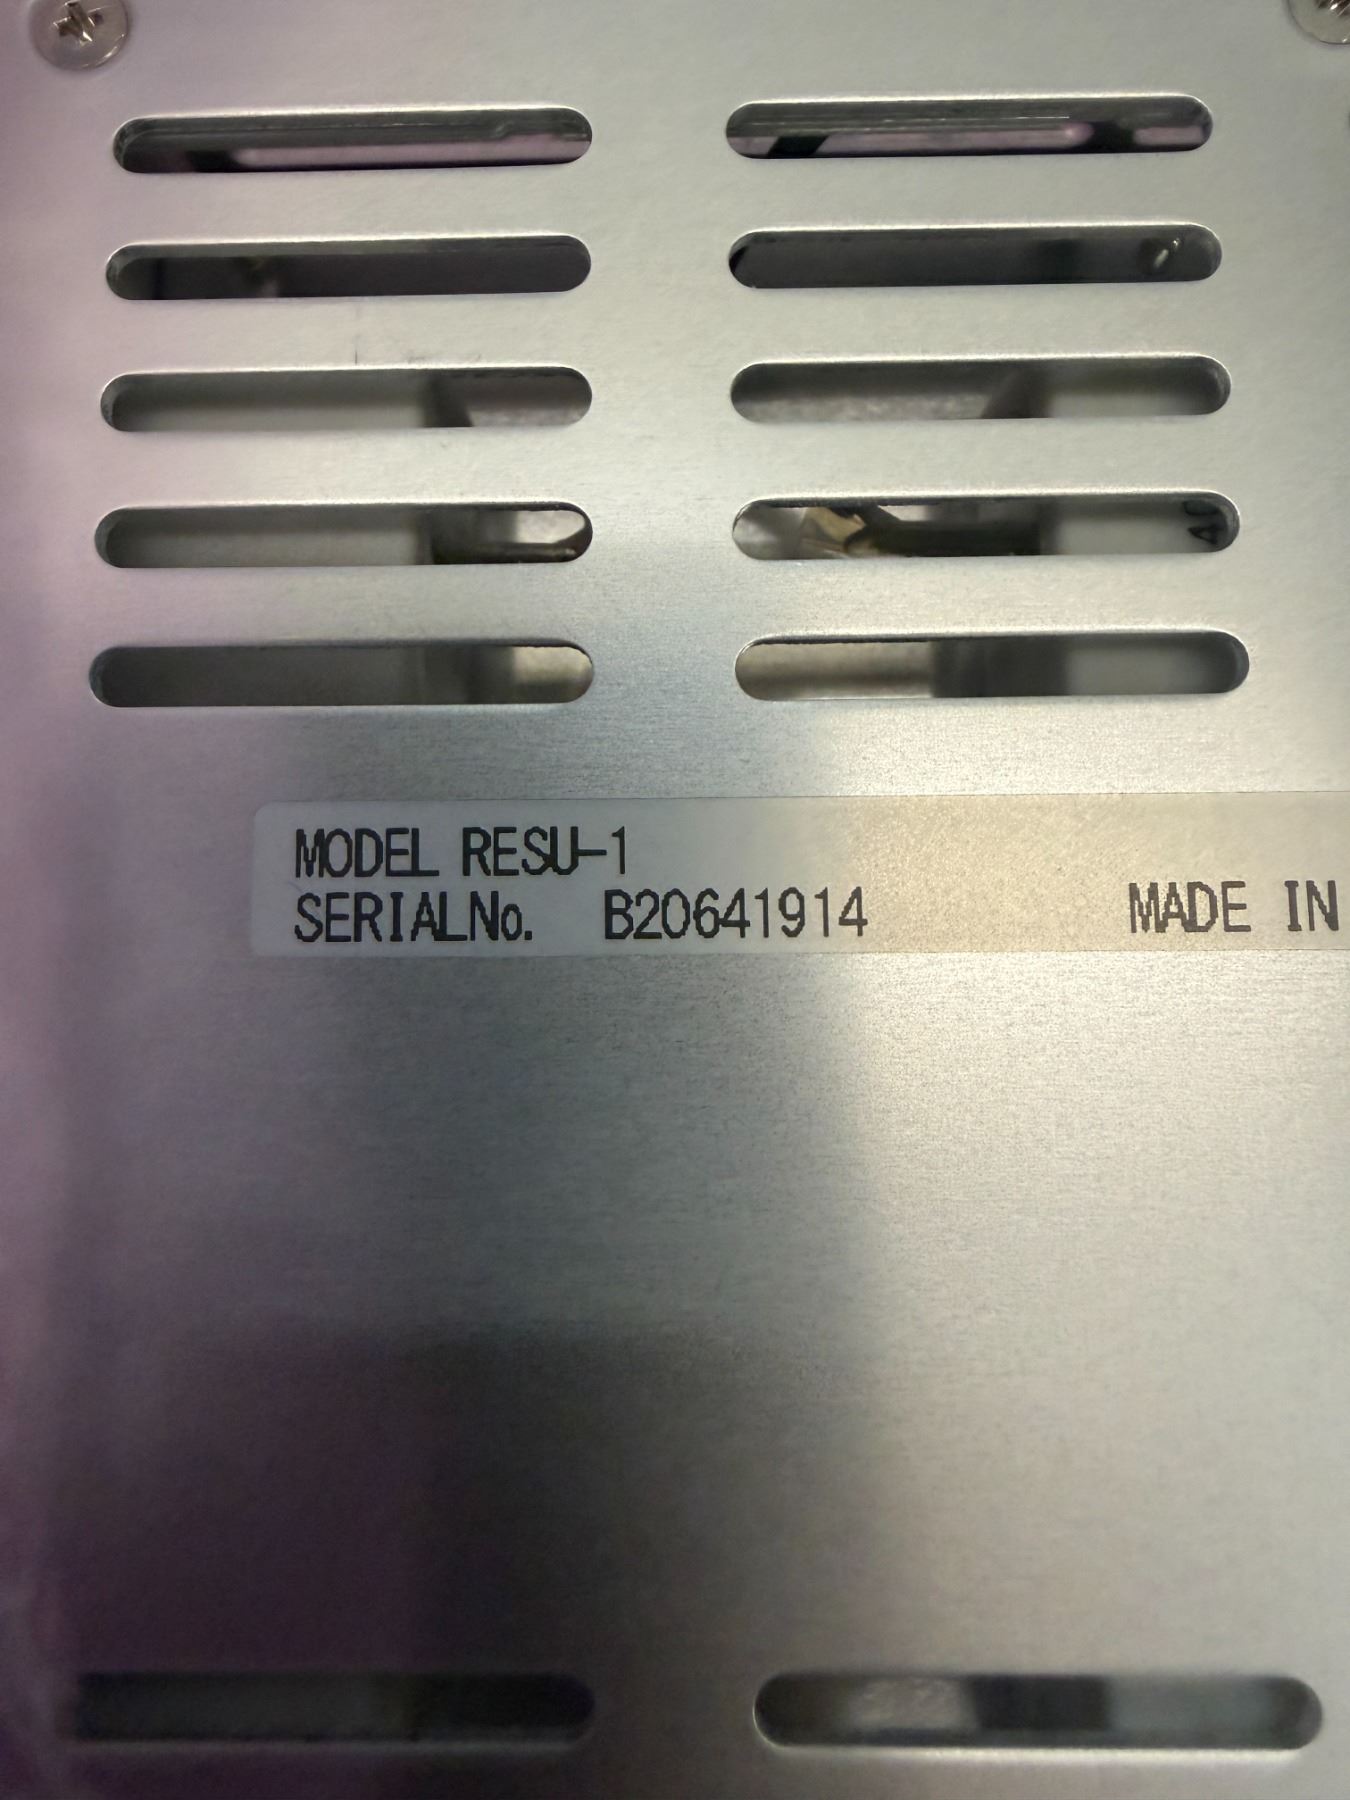 MODEL RESU-1
SERIALNo. B20641914 MADE IN